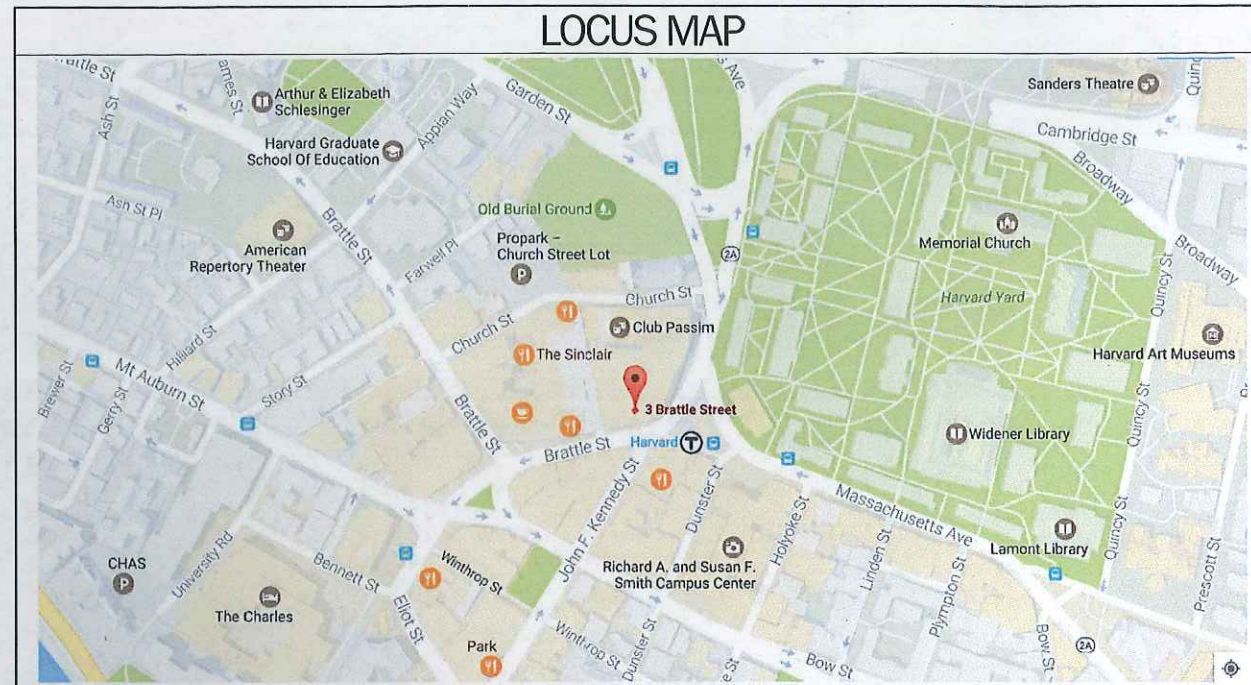 LOCUS MAP
Brattle St
Ash St
Arthur & Elizabeth
Schlesinger
Appian Way
Garden St
Sanders Theatre
Cambridge St
Broadway
Harvard Graduate
School Of Education
Ash St Pl
American
Repertory Theater
Brattle St
Farwell Pl
Old Burial Ground
Propark –
Church Street Lot
P
2A
Memorial Church
Harvard Yard
Quincy St
Broadway
Harvard Art Museums
Church St
Church St
Club Passim
The Sinclair
Hilliard St
Story St
Mt Auburn St
Brewer St
Gerry St
Brattle St
3 Brattle Street
Brattle St
Harvard
T
Widener Library
Quincy St
Massachusetts Ave
John F. Kennedy St
Dunster St
Holyoke St
Linden St
Plympton St
Lamont Library
Quincy St
Prescott St
Richard A. and Susan F.
Smith Campus Center
CHAS
P
University Rd
Bennett St
The Charles
Eliot St
Winthrop St
Park
Winthrop St
Dunster St
Bow St
Bow St
2A